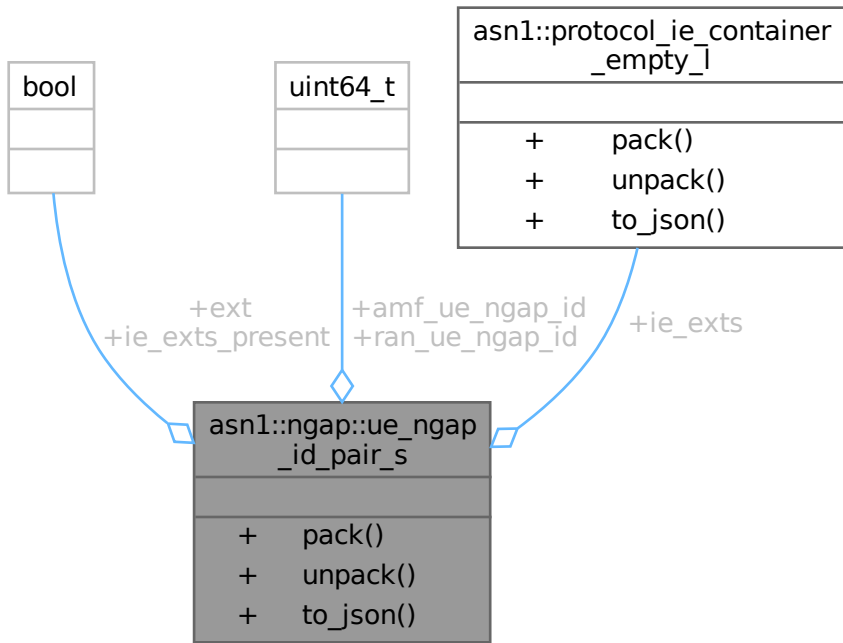 asn1::protocol_ie_container
_empty_l
bool
uint64_t
+ pack()
+ unpack()
+ to_json()
+ext
+ie_exts_present
+amf_ue_ngap_id
+ran_ue_ngap_id
+ie_exts
asn1::ngap::ue_ngap
_id_pair_s
+ pack()
+ unpack()
+ to_json()